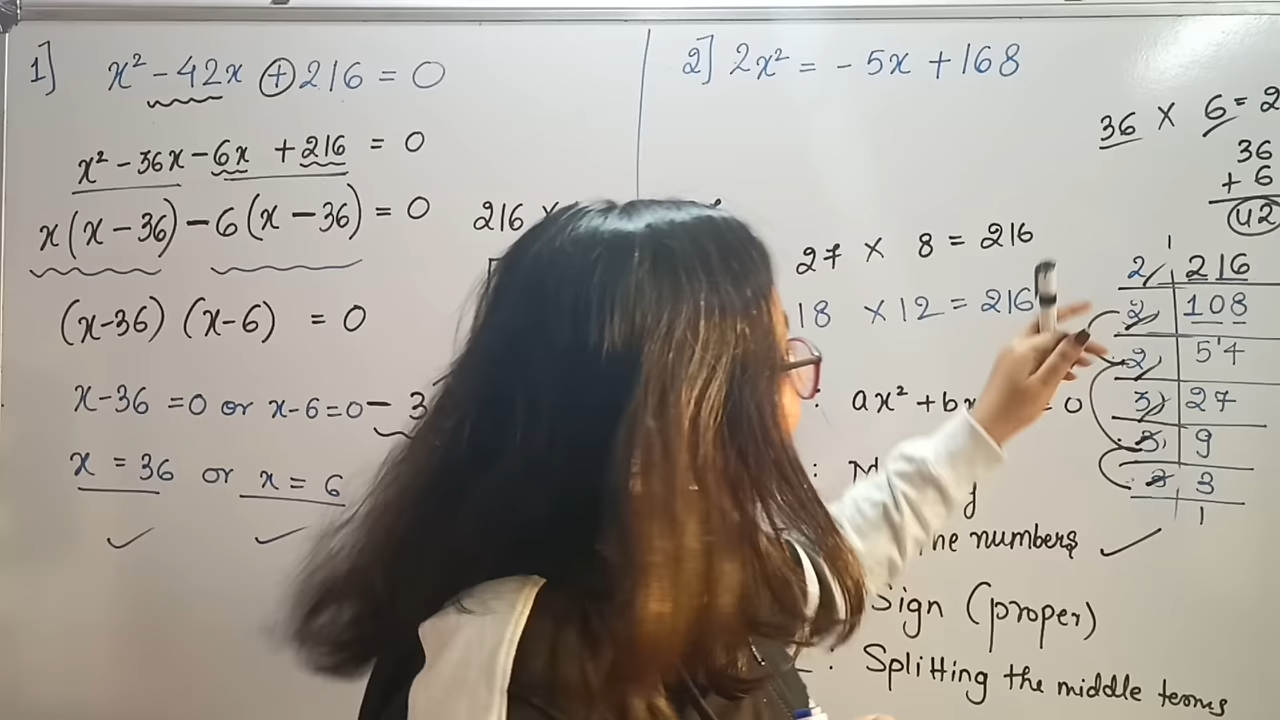 1] x² - 42x + 216 = 0
x² - 36x - 6x + 216 = 0
x(x - 36) - 6(x - 36) = 0
(x-36) (x-6) = 0
x-36 = 0 or x-6=0
x = 36 or x = 6
216 ×
- 3
2] 2x² = - 5x + 168
36 × 6 = 2
36
+ 6
42
27 × 8 = 216
18 × 12 = 216
: ax² + b 0
:
numbers
Sign (proper)
: Splitting the middle terms
1
2 | 216
2 | 108
2 | 54
3 | 27
3 | 9
3 | 3
1